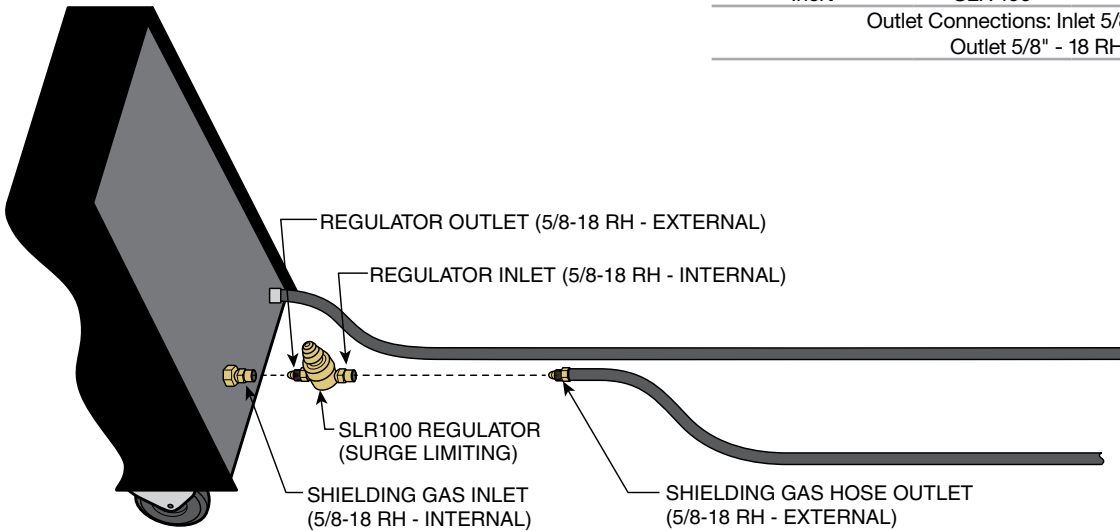 Outlet Connections: Inlet 5/8
Outlet 5/8" - 18 RH
REGULATOR OUTLET (5/8-18 RH - EXTERNAL)
REGULATOR INLET (5/8-18 RH - INTERNAL)
SLR100 REGULATOR
(SURGE LIMITING)
SHIELDING GAS INLET
(5/8-18 RH - INTERNAL)
SHIELDING GAS HOSE OUTLET
(5/8-18 RH - EXTERNAL)